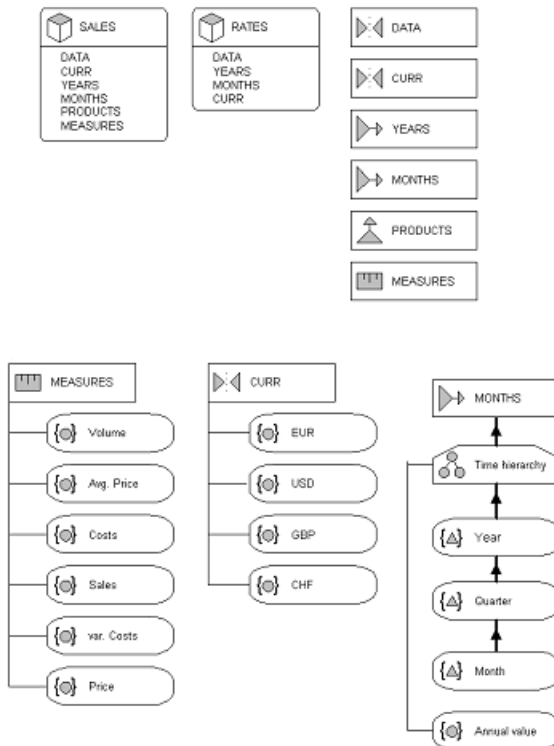 SALES
DATA
CURR
YEARS
MONTHS
PRODUCTS
MEASURES
RATES
DATA
YEARS
MONTHS
CURR
DATA
CURR
YEARS
MONTHS
PRODUCTS
MEASURES
MEASURES
Volume
Avg. Price
Costs
Sales
var. Costs
Price
CURR
EUR
USD
GBP
CHF
MONTHS
Time hierarchy
Year
Quarter
Month
Annual value